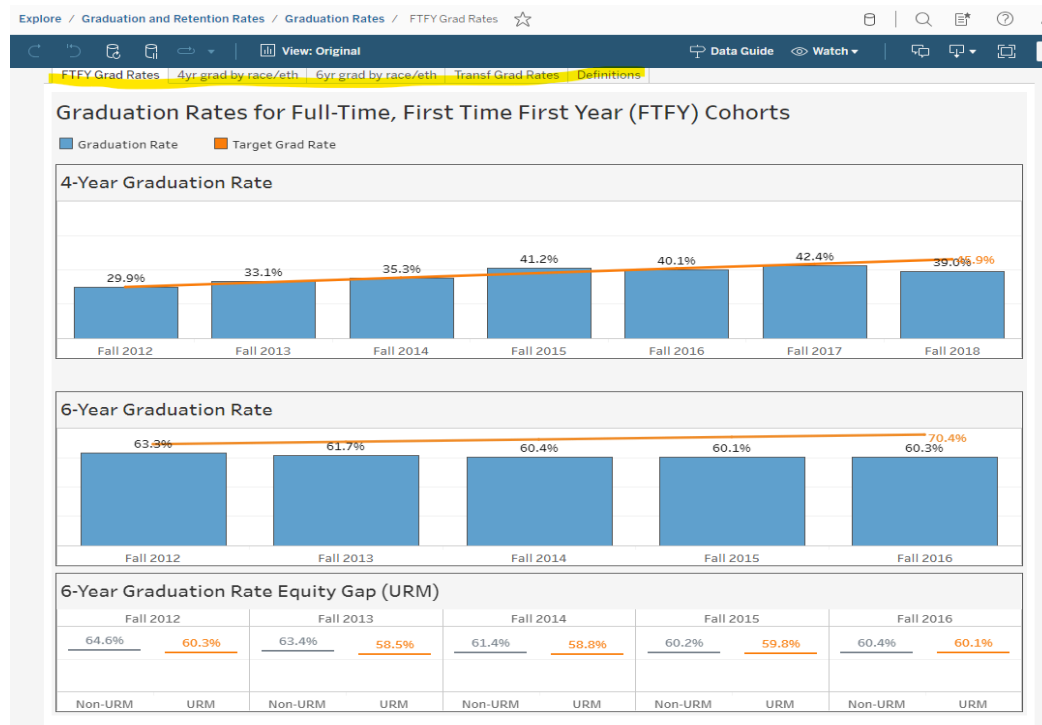 Explore / Graduation and Retention Rates / Graduation Rates / FTFY Grad Rates
View: Original Data Guide Watch
FTFY Grad Rates 4yr grad by race/eth 6yr grad by race/eth Transf Grad Rates Definitions
Graduation Rates for Full-Time, First Time First Year (FTFY) Cohorts
Graduation Rate Target Grad Rate
4-Year Graduation Rate
29.9% 33.1% 35.3% 41.2% 40.1% 42.4% 39.0% 45.9%
Fall 2012 Fall 2013 Fall 2014 Fall 2015 Fall 2016 Fall 2017 Fall 2018
6-Year Graduation Rate
63.3% 61.7% 60.4% 60.1% 60.3% 70.4%
Fall 2012 Fall 2013 Fall 2014 Fall 2015 Fall 2016
6-Year Graduation Rate Equity Gap (URM)
Fall 2012 Fall 2013 Fall 2014 Fall 2015 Fall 2016
64.6% 60.3% 63.4% 58.5% 61.4% 58.8% 60.2% 59.8% 60.4% 60.1%
Non-URM URM Non-URM URM Non-URM URM Non-URM URM Non-URM URM